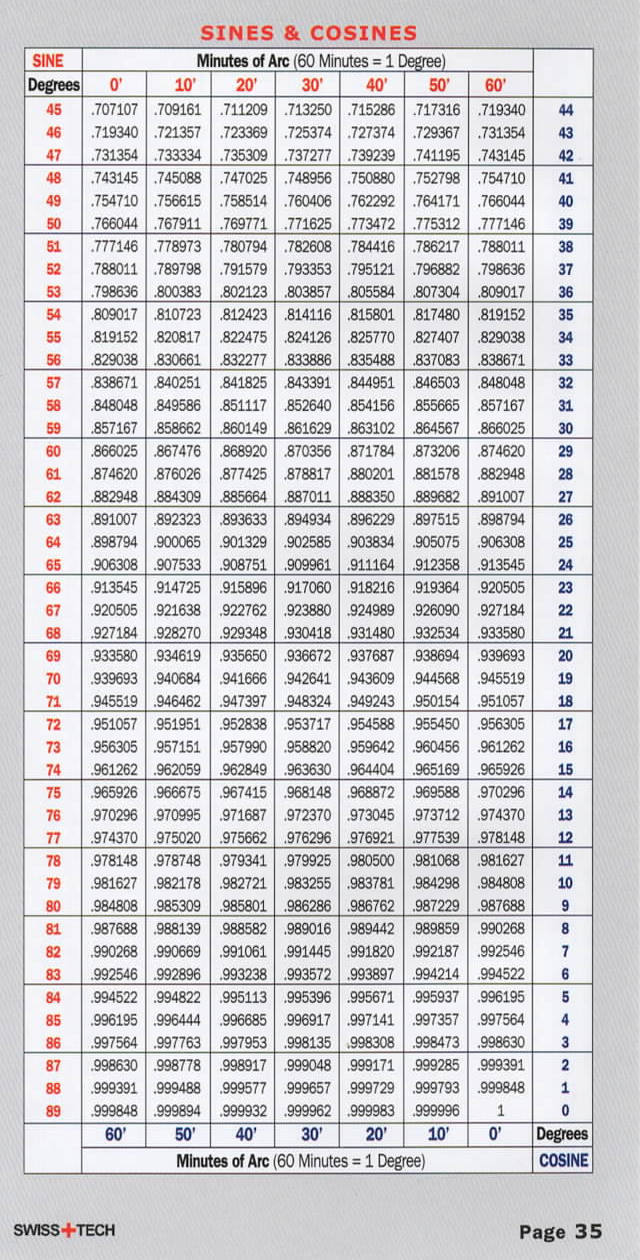 SINES & COSINES
SINE Minutes of Arc (60 Minutes = 1 Degree)
Degrees 0' 10' 20' 30' 40' 50' 60'
45 .707107 .709161 .711209 .713250 .715286 .717316 .719340 44
46 .719340 .721357 .723369 .725374 .727374 .729367 .731354 43
47 .731354 .733334 .735309 .737277 .739239 .741195 .743145 42
48 .743145 .745088 .747025 .748956 .750880 .752798 .754710 41
49 .754710 .756615 .758514 .760406 .762292 .764171 .766044 40
50 .766044 .767911 .769771 .771625 .773472 .775312 .777146 39
51 .777146 .778973 .780794 .782608 .784416 .786217 .788011 38
52 .788011 .789798 .791579 .793353 .795121 .796882 .798636 37
53 .798636 .800383 .802123 .803857 .805584 .807304 .809017 36
54 .809017 .810723 .812423 .814116 .815801 .817480 .819152 35
55 .819152 .820817 .822475 .824126 .825770 .827407 .829038 34
56 .829038 .830661 .832277 .833886 .835488 .837083 .838671 33
57 .838671 .840251 .841825 .843391 .844951 .846503 .848048 32
58 .848048 .849586 .851117 .852640 .854156 .855665 .857167 31
59 .857167 .858662 .860149 .861629 .863102 .864567 .866025 30
60 .866025 .867476 .868920 .870356 .871784 .873206 .874620 29
61 .874620 .876026 .877425 .878817 .880201 .881578 .882948 28
62 .882948 .884309 .885664 .887011 .888350 .889682 .891007 27
63 .891007 .892323 .893633 .894934 .896229 .897515 .898794 26
64 .898794 .900065 .901329 .902585 .903834 .905075 .906308 25
65 .906308 .907533 .908751 .909961 .911164 .912358 .913545 24
66 .913545 .914725 .915896 .917060 .918216 .919364 .920505 23
67 .920505 .921638 .922762 .923880 .924989 .926090 .927184 22
68 .927184 .928270 .929348 .930418 .931480 .932534 .933580 21
69 .933580 .934619 .935650 .936672 .937687 .938694 .939693 20
70 .939693 .940684 .941666 .942641 .943609 .944568 .945519 19
71 .945519 .946462 .947397 .948324 .949243 .950154 .951057 18
72 .951057 .951951 .952838 .953717 .954588 .955450 .956305 17
73 .956305 .957151 .957990 .958820 .959642 .960456 .961262 16
74 .961262 .962059 .962849 .963630 .964404 .965169 .965926 15
75 .965926 .966675 .967415 .968148 .968872 .969588 .970296 14
76 .970296 .970995 .971687 .972370 .973045 .973712 .974370 13
77 .974370 .975020 .975662 .976296 .976921 .977539 .978148 12
78 .978148 .978748 .979341 .979925 .980500 .981068 .981627 11
79 .981627 .982178 .982721 .983255 .983781 .984298 .984808 10
80 .984808 .985309 .985801 .986286 .986762 .987229 .987688 9
81 .987688 .988139 .988582 .989016 .989442 .989859 .990268 8
82 .990268 .990669 .991061 .991445 .991820 .992187 .992546 7
83 .992546 .992896 .993238 .993572 .993897 .994214 .994522 6
84 .994522 .994822 .995113 .995396 .995671 .995937 .996195 5
85 .996195 .996444 .996685 .996917 .997141 .997357 .997564 4
86 .997564 .997763 .997953 .998135 .998308 .998473 .998630 3
87 .998630 .998778 .998917 .999048 .999171 .999285 .999391 2
88 .999391 .999488 .999577 .999657 .999729 .999793 .999848 1
89 .999848 .999894 .999932 .999962 .999983 .999996 1 0
60' 50' 40' 30' 20' 10' 0' Degrees
Minutes of Arc (60 Minutes = 1 Degree) COSINE
SWISS+TECH Page 35